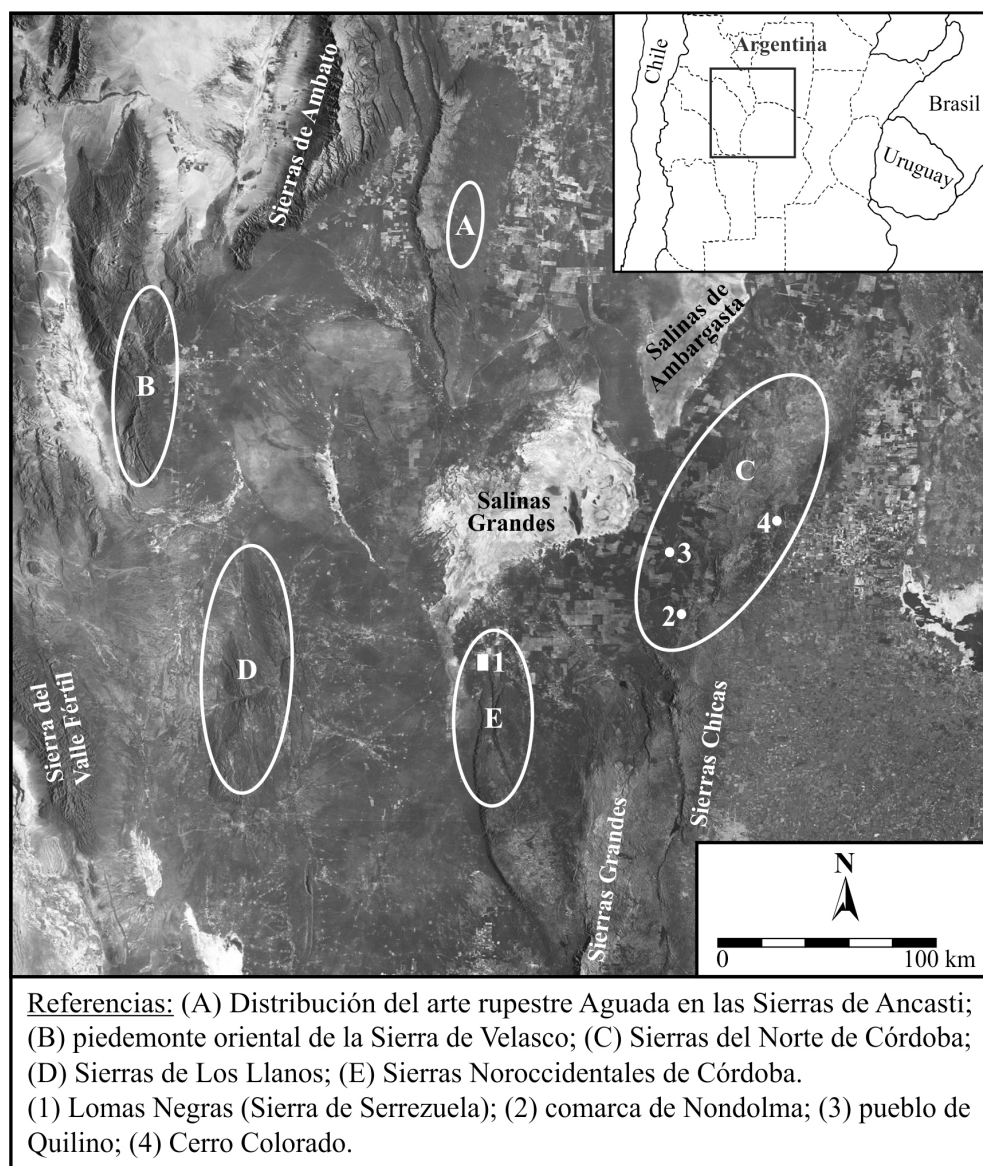 Argentina
Chile
Brasil
Uruguay
Sierras de Ambato
A
Salinas de
Ambargasta
B
C
Salinas
Grandes
4
3
2
D
1
E
Sierra del
Valle Fértil
Sierras Chicas
Sierras Grandes
N
0 100 km
Referencias: (A) Distribución del arte rupestre Aguada en las Sierras de Ancasti;
(B) piedemonte oriental de la Sierra de Velasco; (C) Sierras del Norte de Córdoba;
(D) Sierras de Los Llanos; (E) Sierras Noroccidentales de Córdoba.
(1) Lomas Negras (Sierra de Serrezuela); (2) comarca de Nondolma; (3) pueblo de
Quilino; (4) Cerro Colorado.